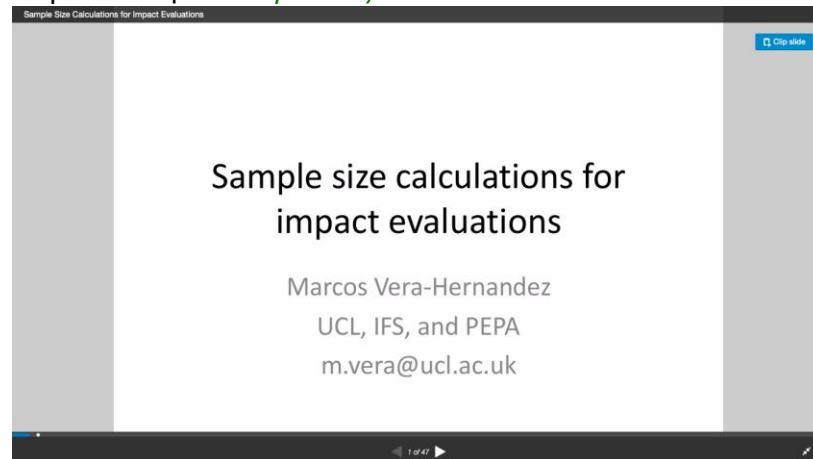 Sample Size Calculations for Impact Evaluations
Clip slide
Sample size calculations for
impact evaluations
Marcos Vera-Hernandez
UCL, IFS, and PEPA
m.vera@ucl.ac.uk
1 of 47